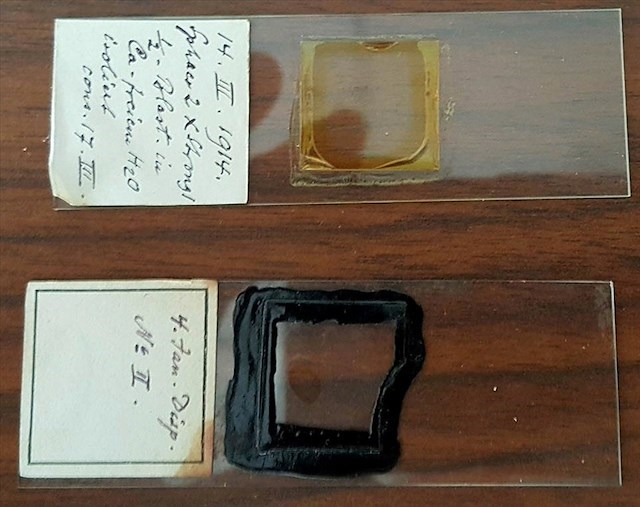 14. III. 1914.
Sphaer ♀ X Strongyl
½-Blast. in
Ca-freiem H2O
isoliert
cons. 17. III.
4. Jan. Disp.
No II.